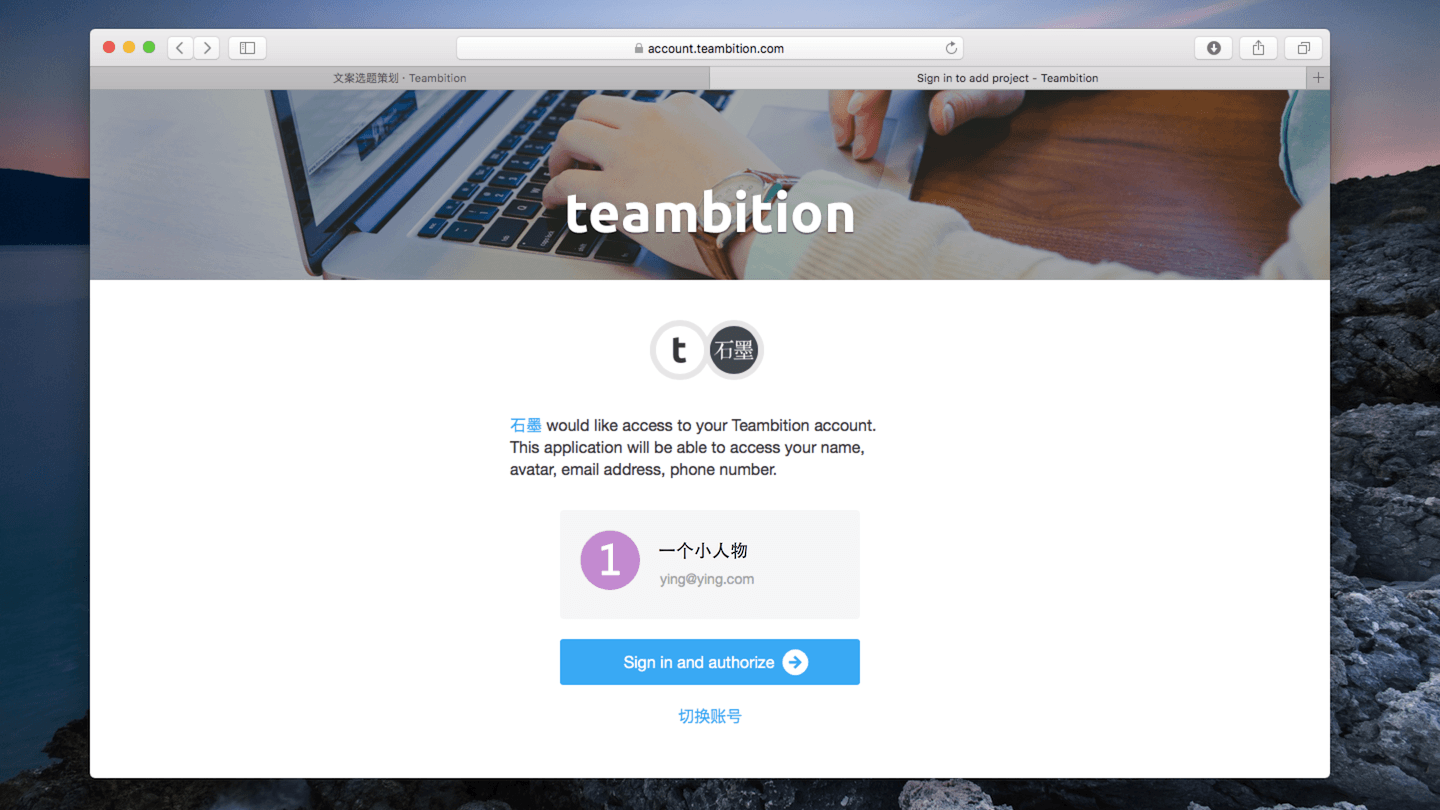 account.teambition.com
文案选题策划 · Teambition
Sign in to add project - Teambition
teambition
t
石墨
石墨 would like access to your Teambition account.
This application will be able to access your name,
avatar, email address, phone number.
1
一个小人物
ying@ying.com
Sign in and authorize
切换账号